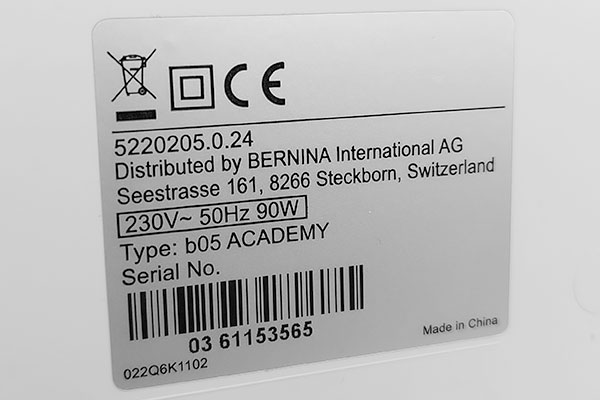 CE
5220205.0.24
Distributed by BERNINA International AG
Seestrasse 161, 8266 Steckborn, Switzerland
230V~ 50Hz 90W
Type: b05 ACADEMY
Serial No.
03 61153565
022Q6K1102
Made in China